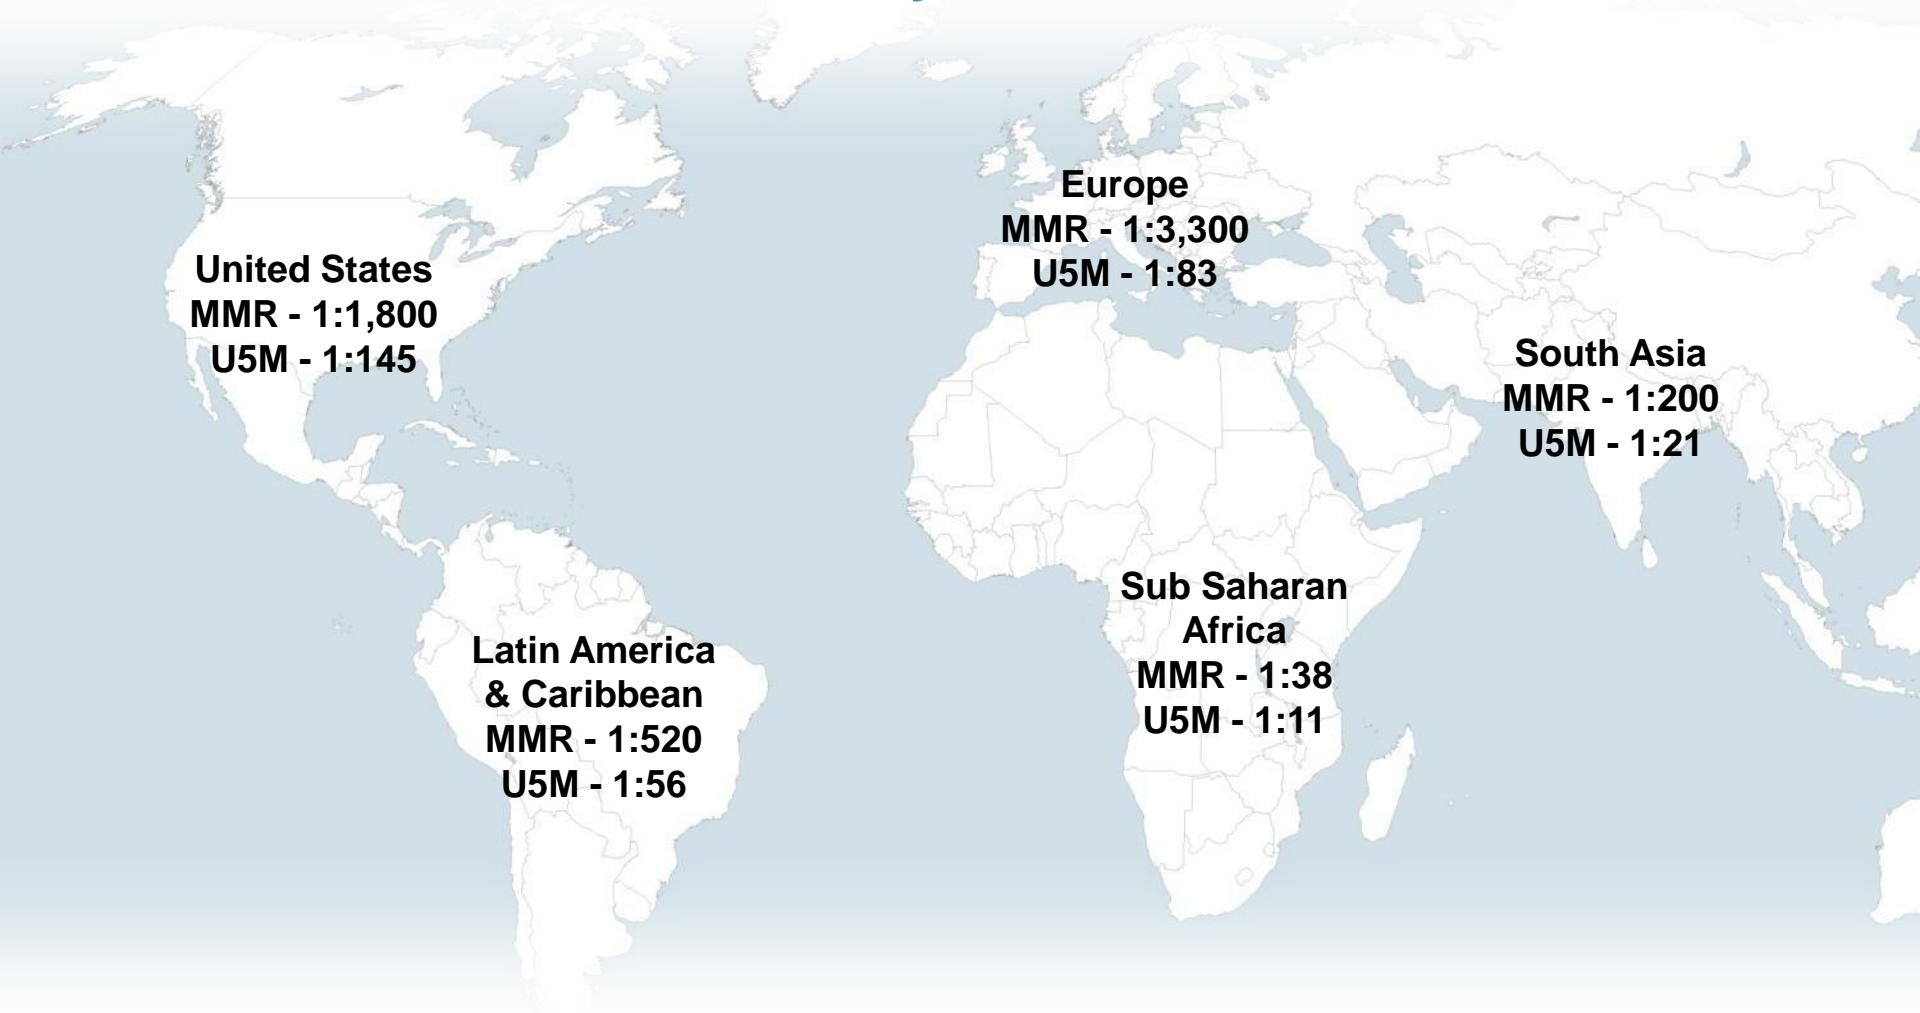 United States
MMR - 1:1,800
U5M - 1:145
Europe
MMR - 1:3,300
U5M - 1:83
South Asia
MMR - 1:200
U5M - 1:21
Latin America
& Caribbean
MMR - 1:520
U5M - 1:56
Sub Saharan
Africa
MMR - 1:38
U5M - 1:11